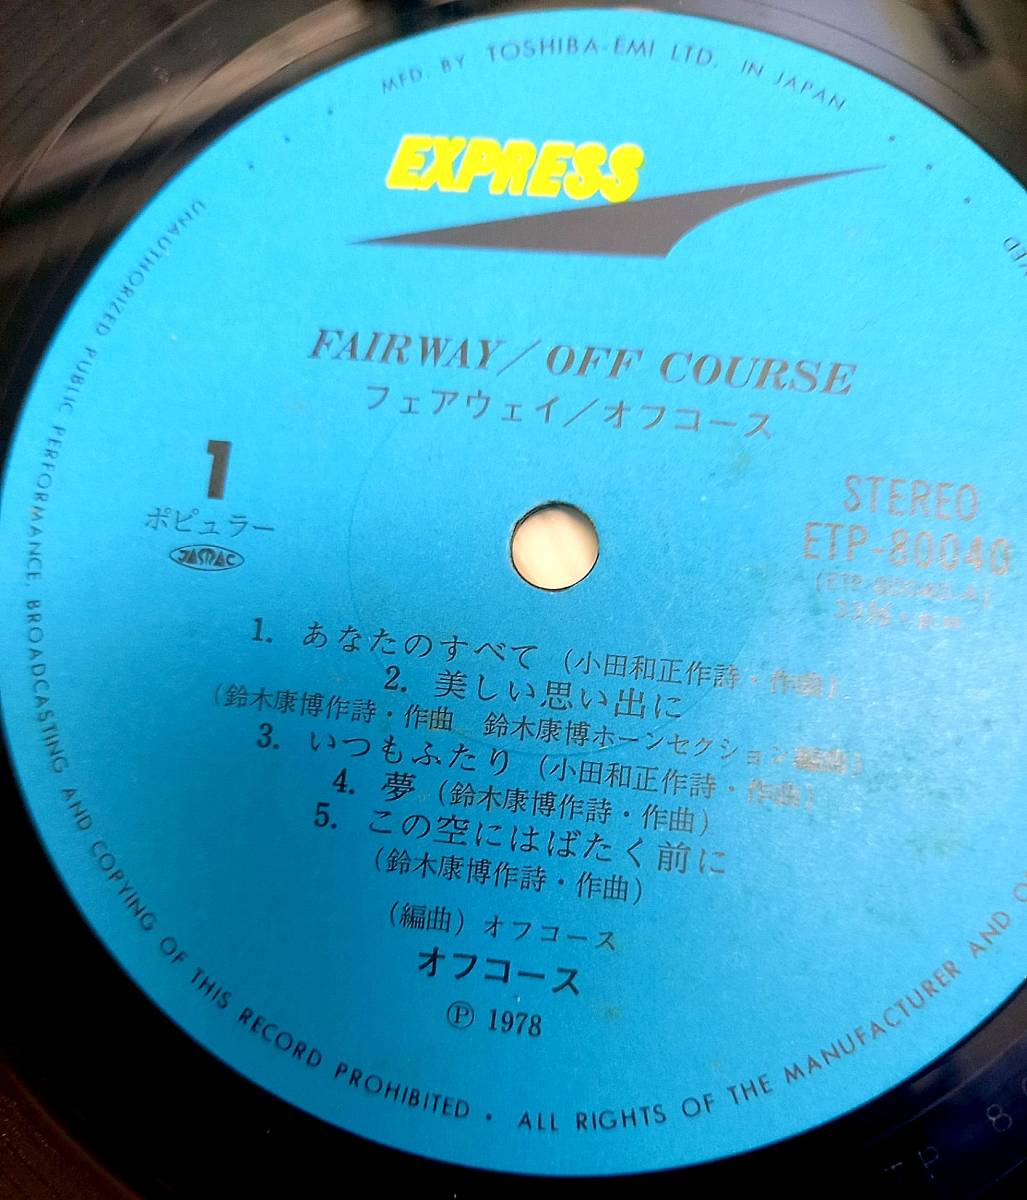 MFD. BY TOSHIBA-EMI LTD. IN JAPAN
EXPRESS
FAIRWAY/OFF COURSE
フェアウェイ/オフコース
1
ポピュラー
JASRAC
STEREO
ETP-80040
(ETP-80040-A)
1. あなたのすべて (小田和正作詩・作曲)
2. 美しい思い出に
(鈴木康博作詩・作曲 鈴木康博ホーンセクション編曲)
3. いつもふたり (小田和正作詩・作曲)
4. 夢 (鈴木康博作詩・作曲)
5. この空にはばたく前に
(鈴木康博作詩・作曲)
(編曲) オフコース
オフコース
Ⓟ 1978
UNAUTHORIZED PUBLIC PERFORMANCE, BROADCASTING AND COPYING OF THIS RECORD PROHIBITED • ALL RIGHTS OF THE MANUFACTURER AND